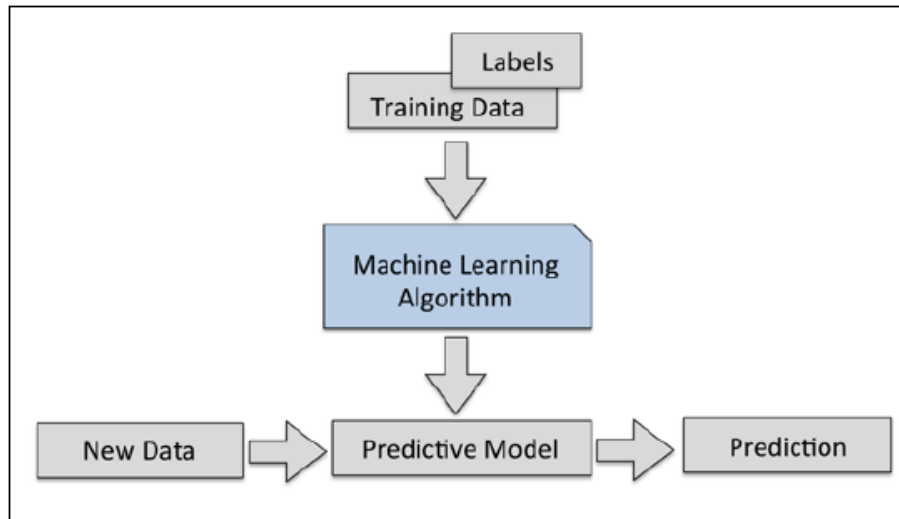 Labels
Training Data
Machine Learning
Algorithm
New Data
Predictive Model
Prediction